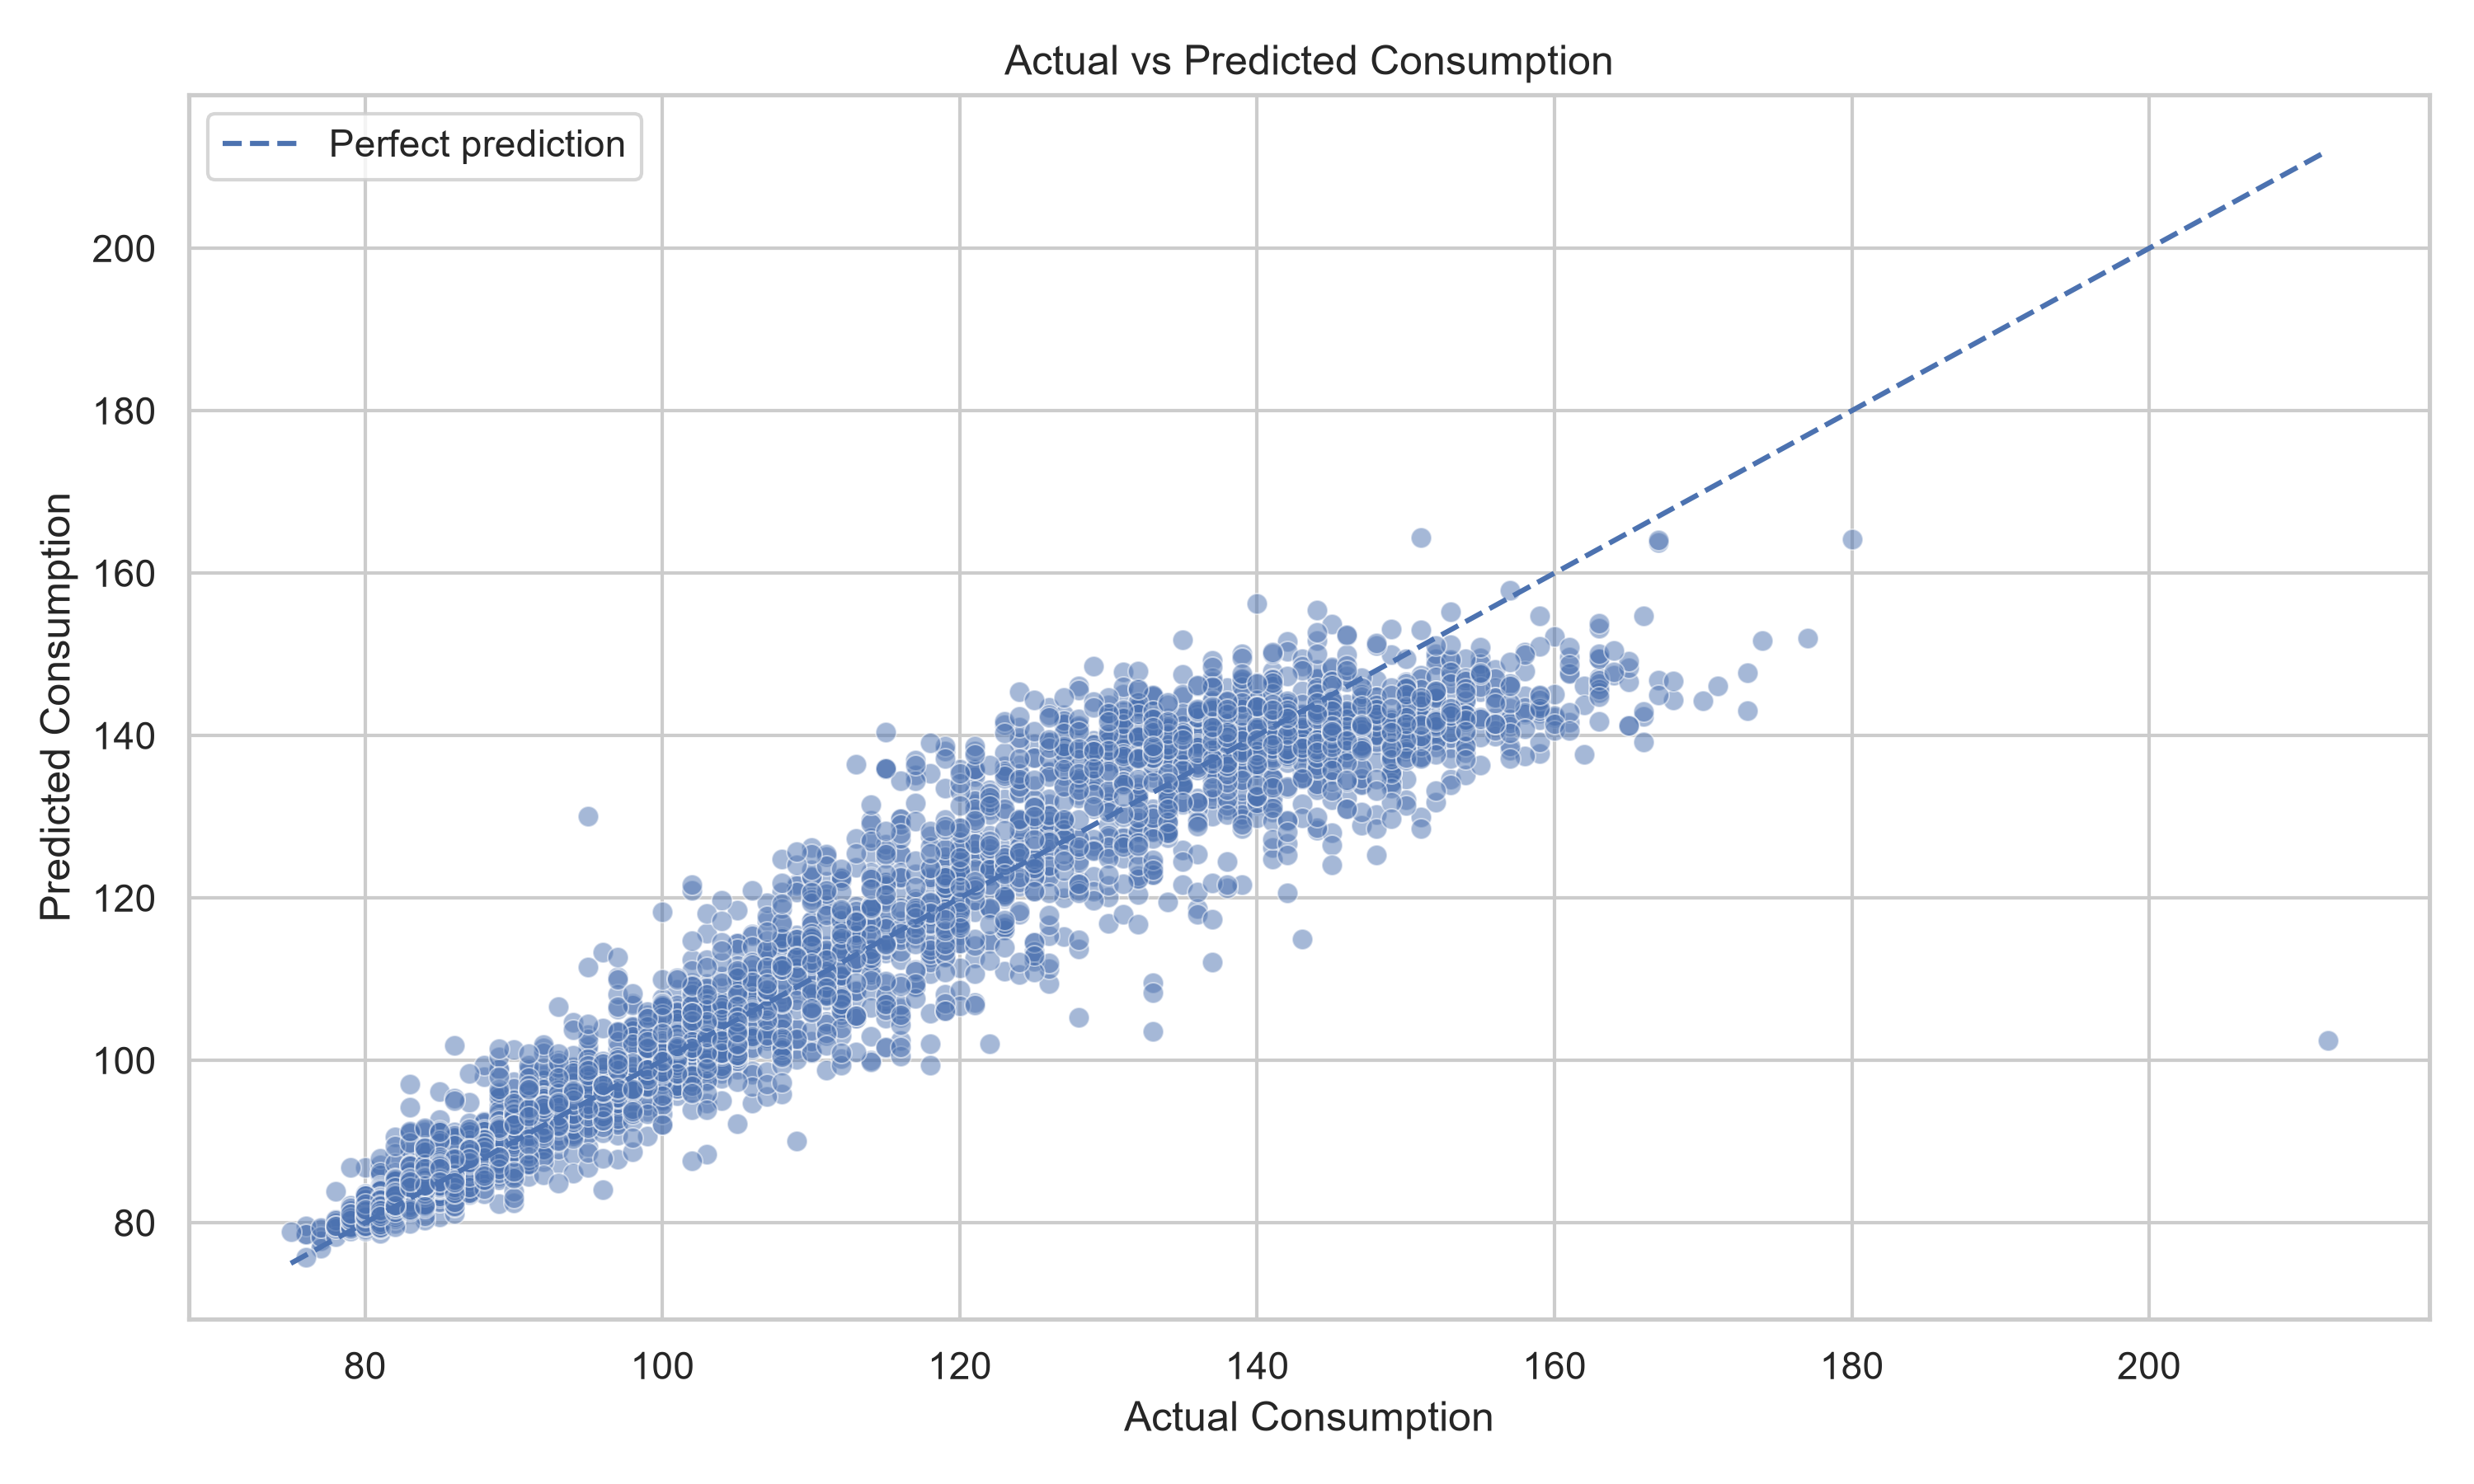 Actual vs Predicted Consumption
Perfect prediction
Predicted Consumption
200
180
160
140
120
100
80
80 100 120 140 160 180 200
Actual Consumption